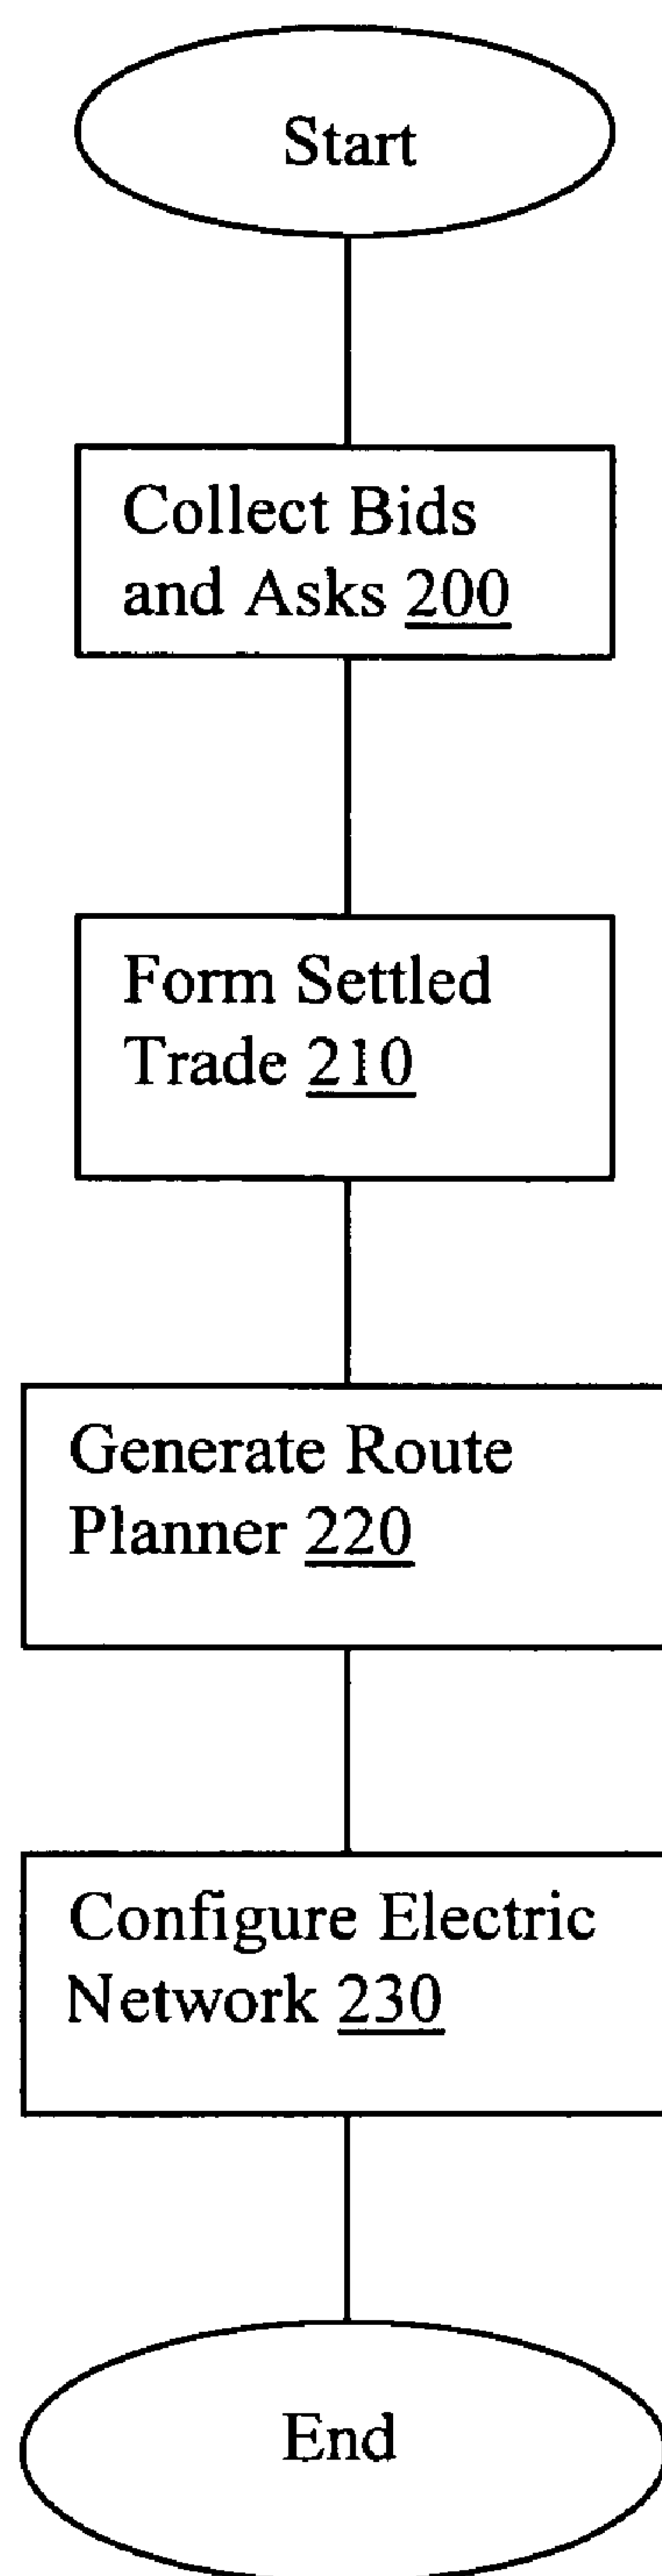 Start
Collect Bids
and Asks 200
Form Settled
Trade 210
Generate Route
Planner 220
Configure Electric
Network 230
End